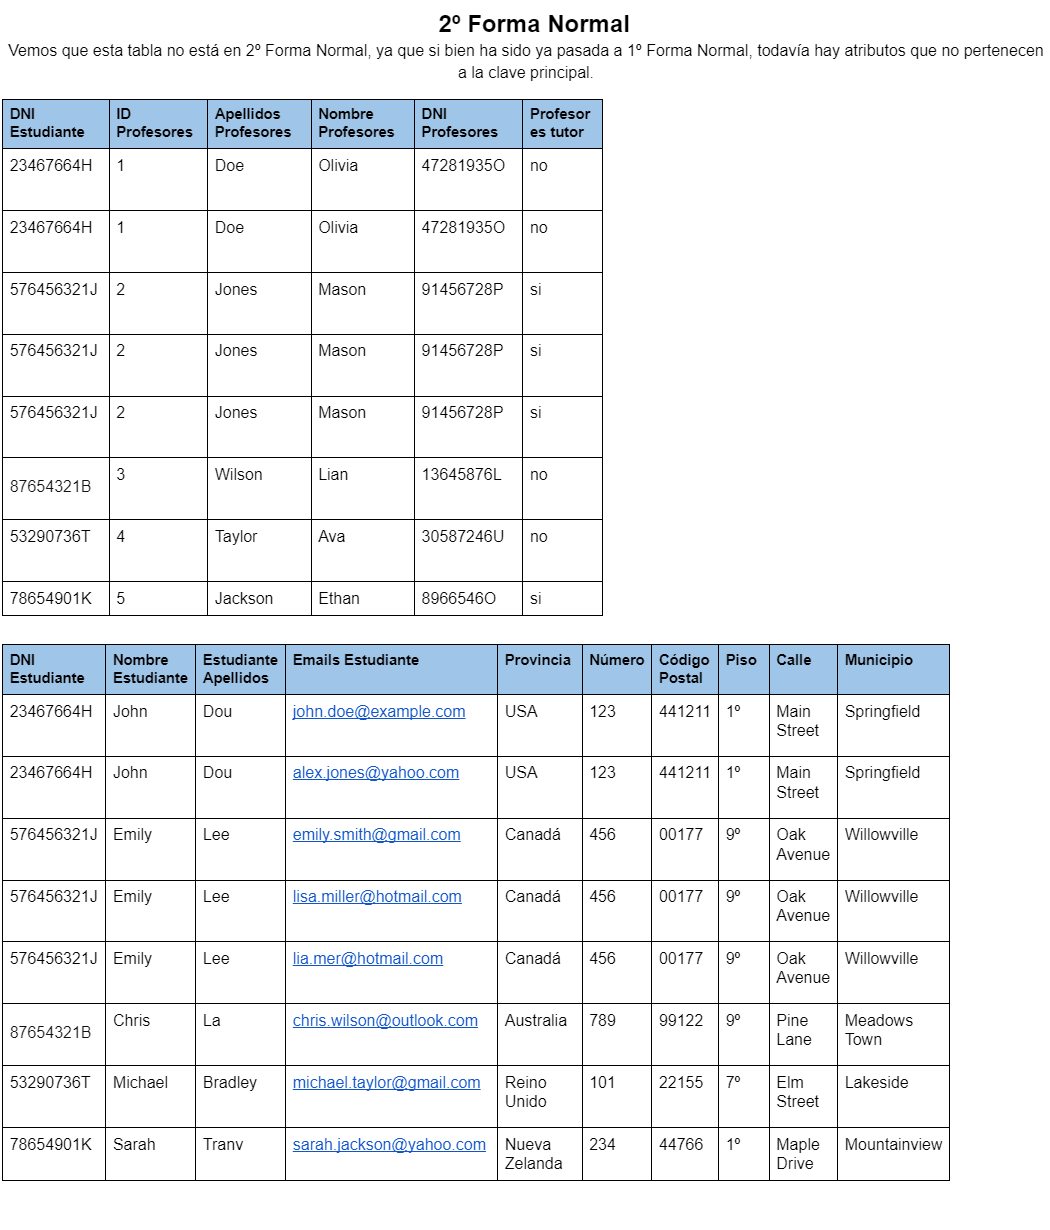 2º Forma Normal
Vemos que esta tabla no está en 2º Forma Normal, ya que si bien ha sido ya pasada a 1º Forma Normal, todavía hay atributos que no pertenecen
a la clave principal.
DNI Estudiante ID Profesores Apellidos Profesores Nombre Profesores DNI Profesores Profesor es tutor
23467664H 1 Doe Olivia 47281935O no
23467664H 1 Doe Olivia 47281935O no
576456321J 2 Jones Mason 91456728P si
576456321J 2 Jones Mason 91456728P si
576456321J 2 Jones Mason 91456728P si
87654321B 3 Wilson Lian 13645876L no
53290736T 4 Taylor Ava 30587246U no
78654901K 5 Jackson Ethan 8966546O si
DNI Estudiante Nombre Estudiante Estudiante Apellidos Emails Estudiante Provincia Número Código Postal Piso Calle Municipio
23467664H John Dou john.doe@example.com USA 123 441211 1º Main Street Springfield
23467664H John Dou alex.jones@yahoo.com USA 123 441211 1º Main Street Springfield
576456321J Emily Lee emily.smith@gmail.com Canadá 456 00177 9º Oak Avenue Willowville
576456321J Emily Lee lisa.miller@hotmail.com Canadá 456 00177 9º Oak Avenue Willowville
576456321J Emily Lee lia.mer@hotmail.com Canadá 456 00177 9º Oak Avenue Willowville
87654321B Chris La chris.wilson@outlook.com Australia 789 99122 9º Pine Lane Meadows Town
53290736T Michael Bradley michael.taylor@gmail.com Reino Unido 101 22155 7º Elm Street Lakeside
78654901K Sarah Tranv sarah.jackson@yahoo.com Nueva Zelanda 234 44766 1º Maple Drive Mountainview